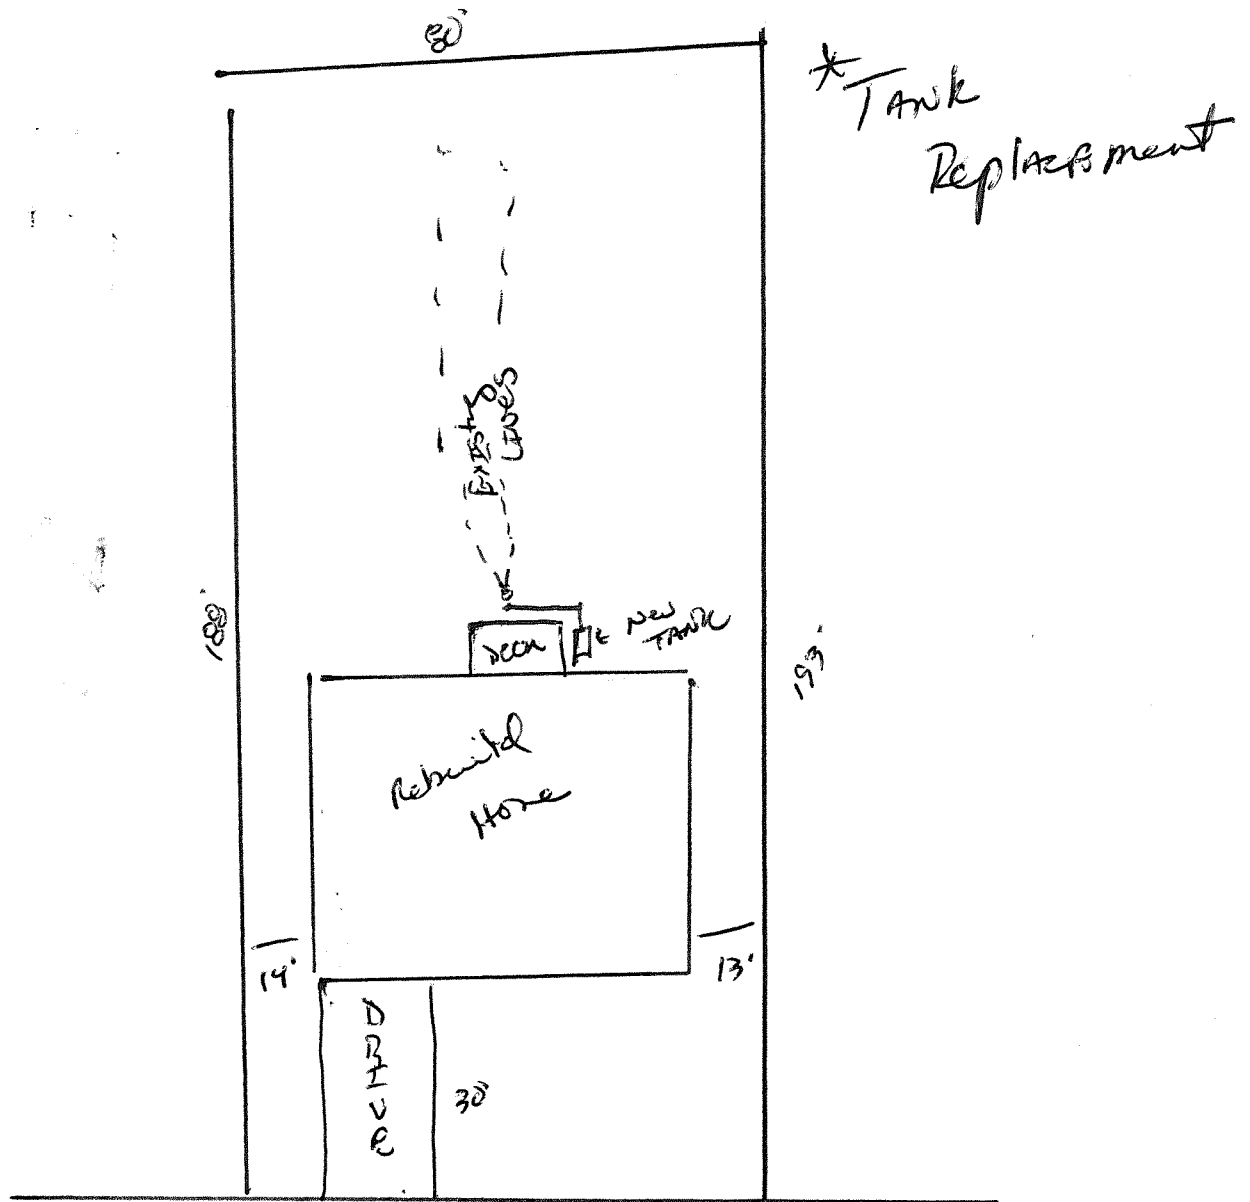 80'
* TANK
Replacement
Existing
Lines
188'
New
TANK
Deck
193'
Rebuild
Home
14'
13'
DRIVE
30'